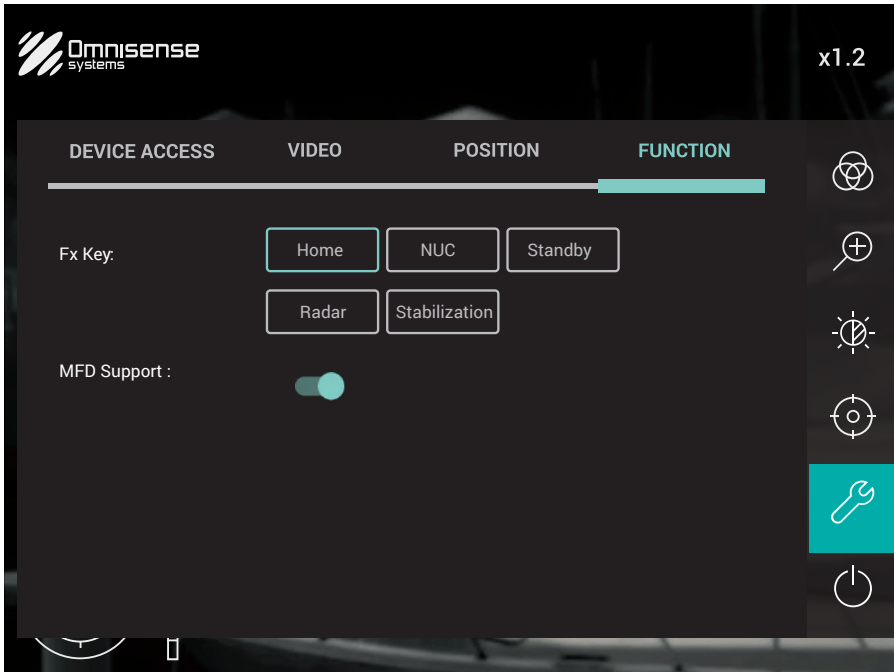 Omnisense
systems
x1.2
DEVICE ACCESS VIDEO POSITION FUNCTION
Fx Key: Home NUC Standby
Radar Stabilization
MFD Support :